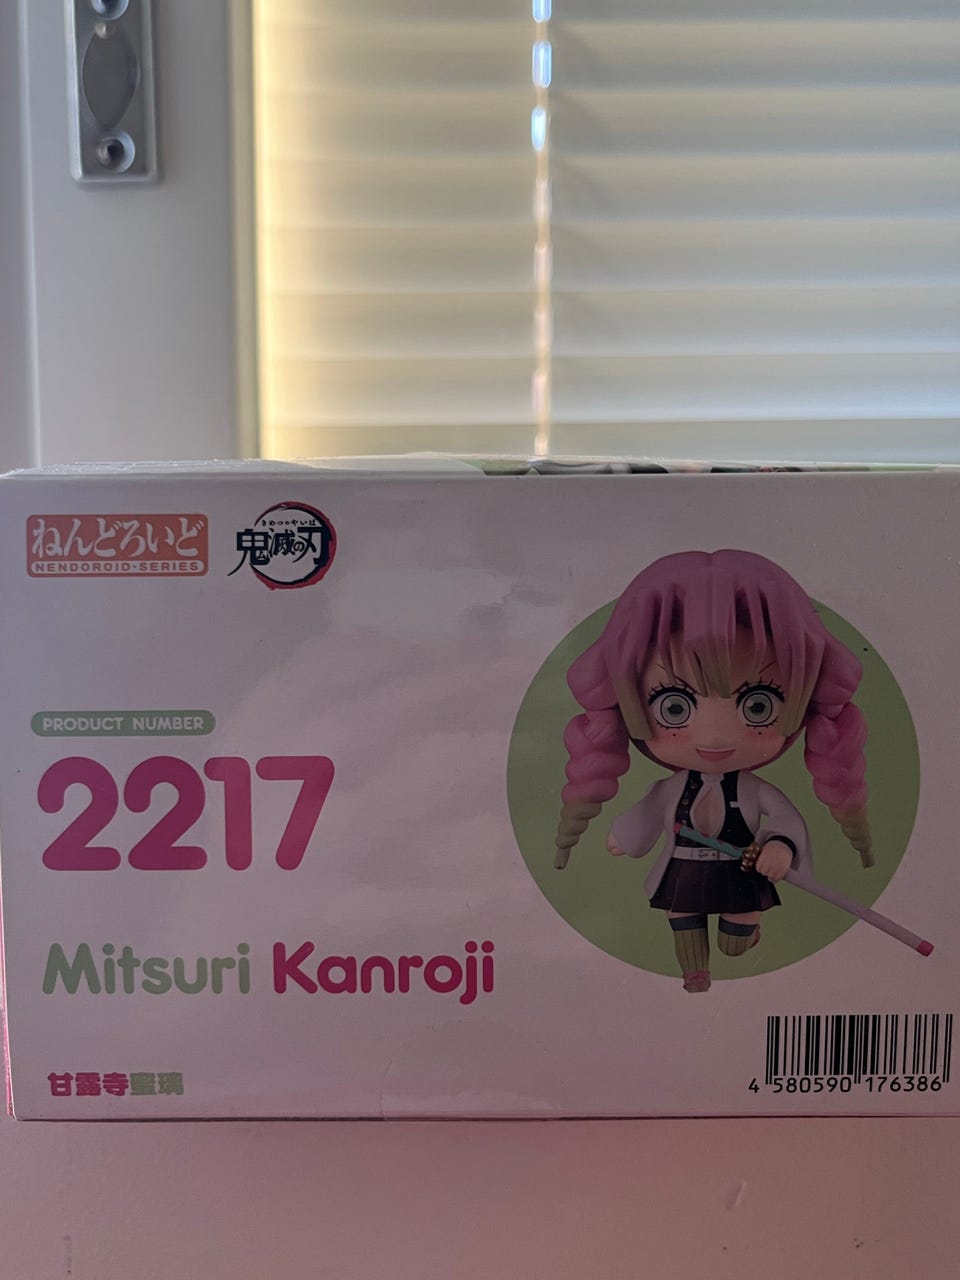 ねんどろいど
NENDOROID•SERIES
きめつのやいば
鬼滅の刃
PRODUCT NUMBER
2217
Mitsuri Kanroji
甘露寺蜜璃
4 580590 176386